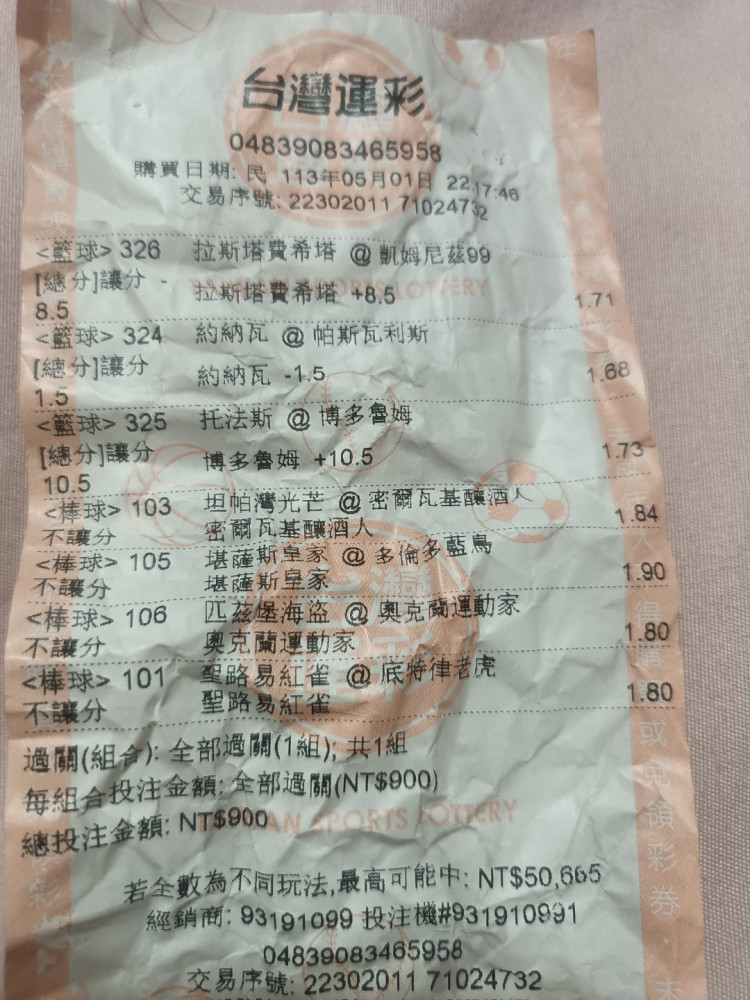 台灣運彩
04839083465958
購買日期: 民 113年05月01日 22:17:46
交易序號: 22302011 71024732
<籃球> 326 拉斯塔費希塔 @ 凱姆尼茲99
[總分]讓分 - 拉斯塔費希塔 +8.5 1.71
8.5
<籃球> 324 約納瓦 @ 帕斯瓦利斯
[總分]讓分 約納瓦 -1.5 1.68
1.5
<籃球> 325 托法斯 @ 博多魯姆
[總分]讓分 博多魯姆 +10.5 1.73
10.5
<棒球> 103 坦帕灣光芒 @ 密爾瓦基釀酒人
不讓分 密爾瓦基釀酒人 1.84
<棒球> 105 堪薩斯皇家 @ 多倫多藍鳥
不讓分 堪薩斯皇家 1.90
<棒球> 106 匹茲堡海盜 @ 奧克蘭運動家
不讓分 奧克蘭運動家 1.80
<棒球> 101 聖路易紅雀 @ 底特律老虎
不讓分 聖路易紅雀 1.80
過關(組合): 全部過關(1組); 共1組
每組合投注金額: 全部過關(NT$900)
總投注金額: NT$900
若全數為不同玩法,最高可能中: NT$50,665
經銷商: 93191099 投注機#931910991
04839083465958
交易序號: 22302011 71024732